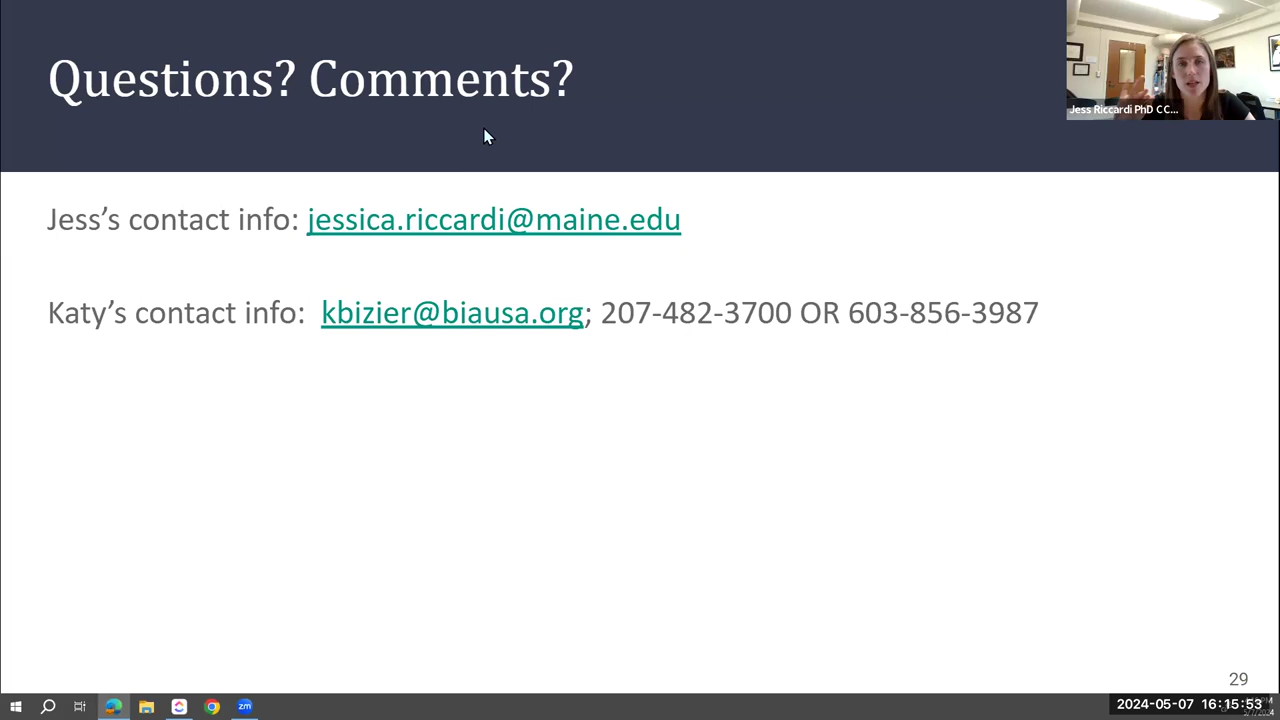 Questions? Comments?
Jess Riccardi PhD CC...
Jess’s contact info: jessica.riccardi@maine.edu
Katy’s contact info: kbizier@biausa.org; 207-482-3700 OR 603-856-3987
29
zm
2024-05-07 16:15:53